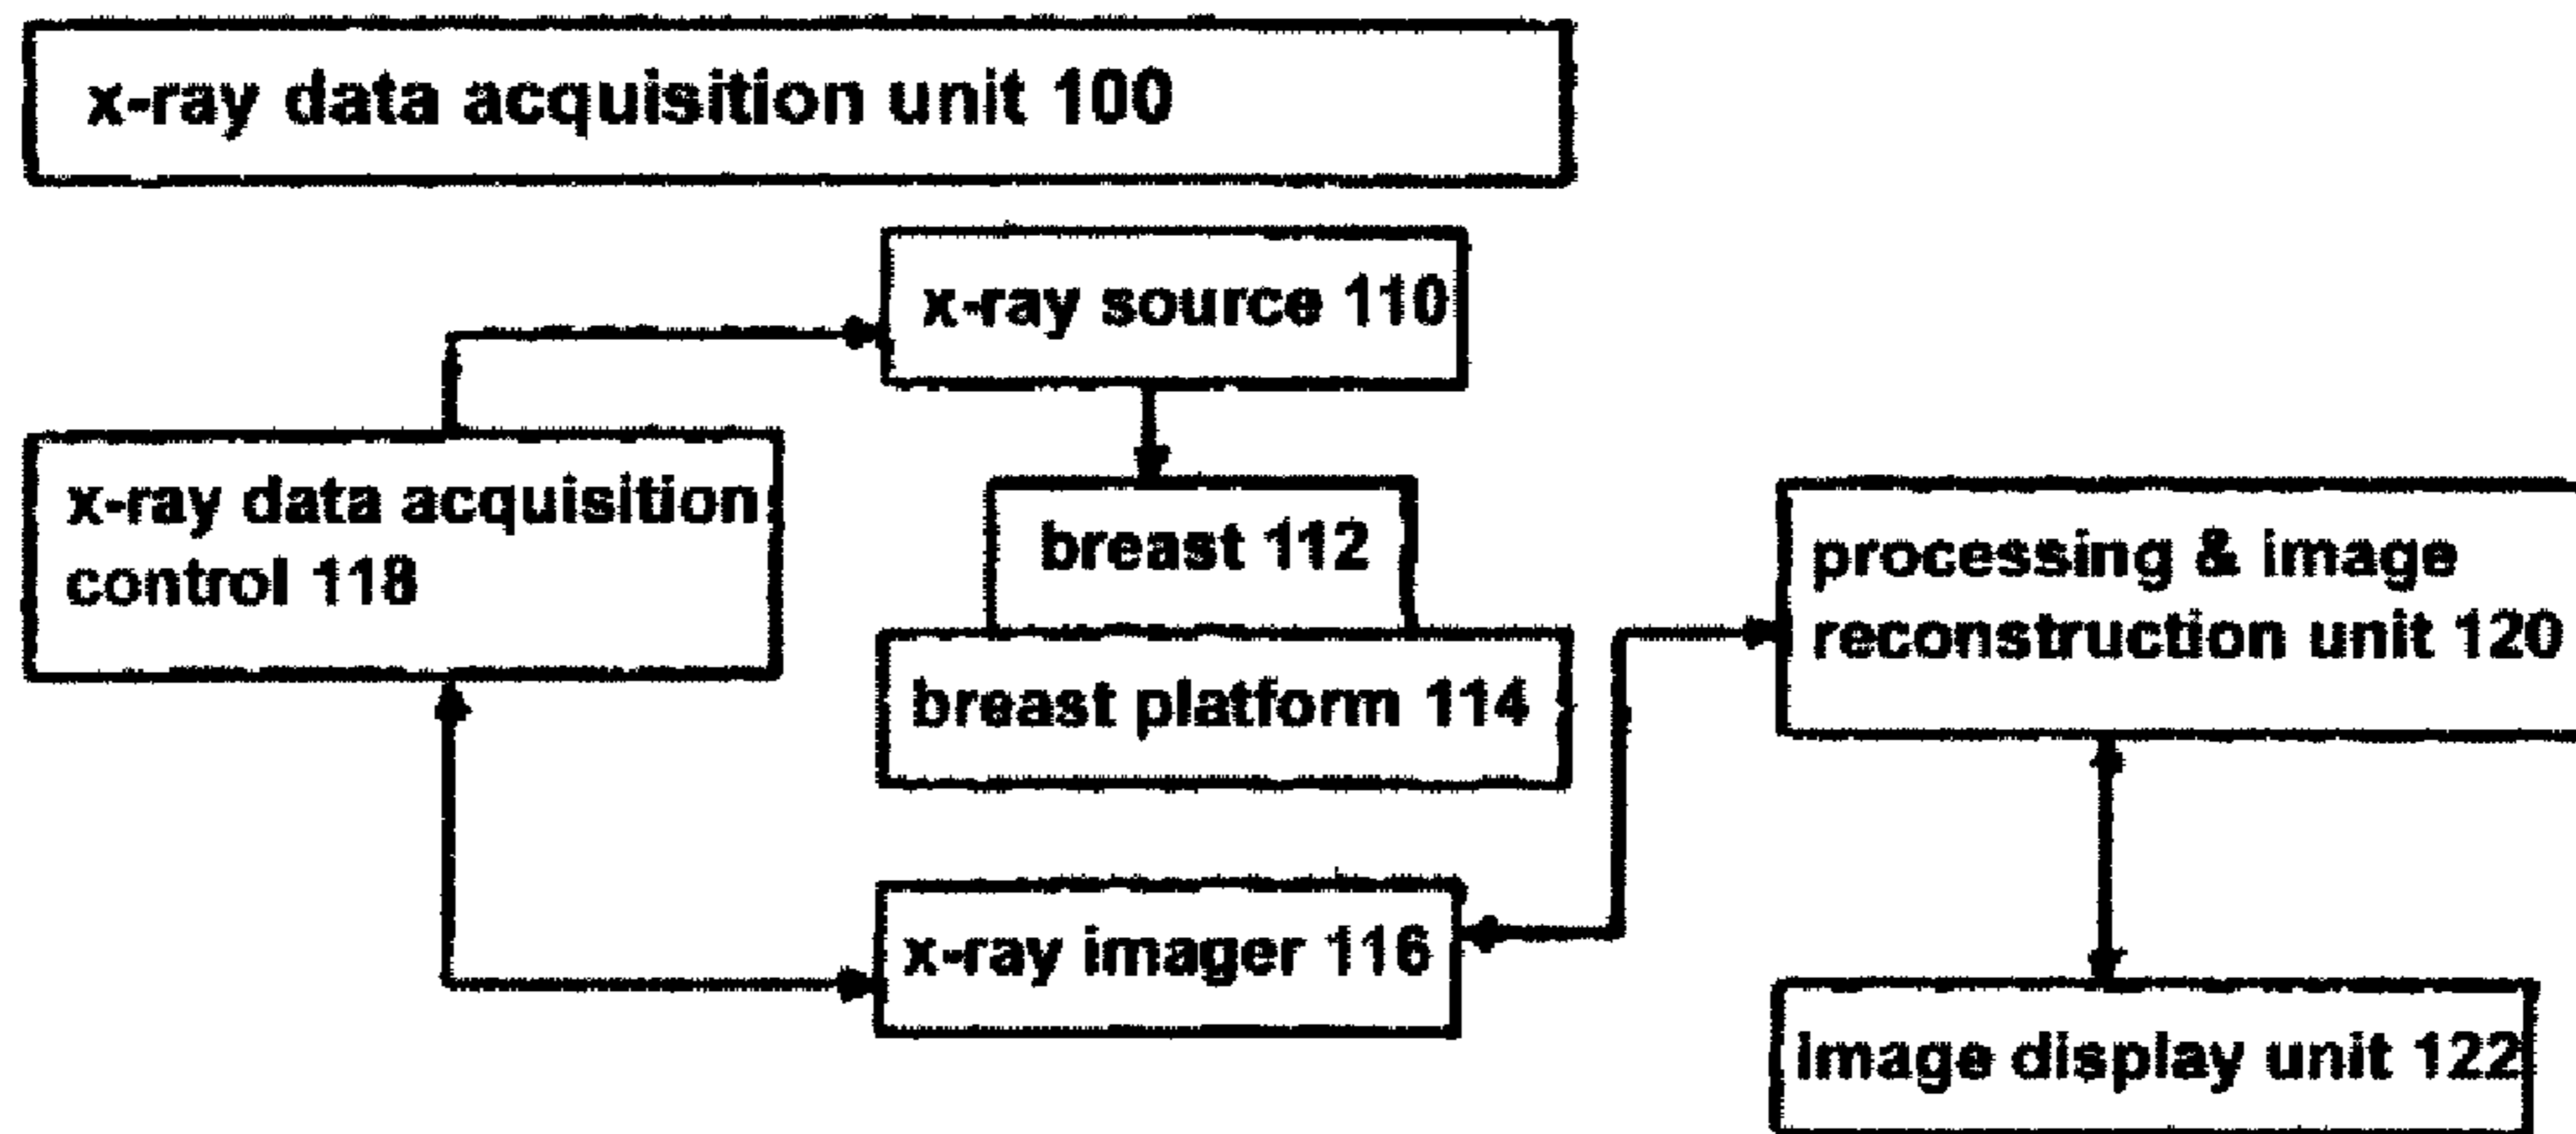 x-ray data acquisition unit 100
x-ray source 110
x-ray data acquisition
control 118
breast 112
breast platform 114
processing & image
reconstruction unit 120
x-ray imager 116
image display unit 122